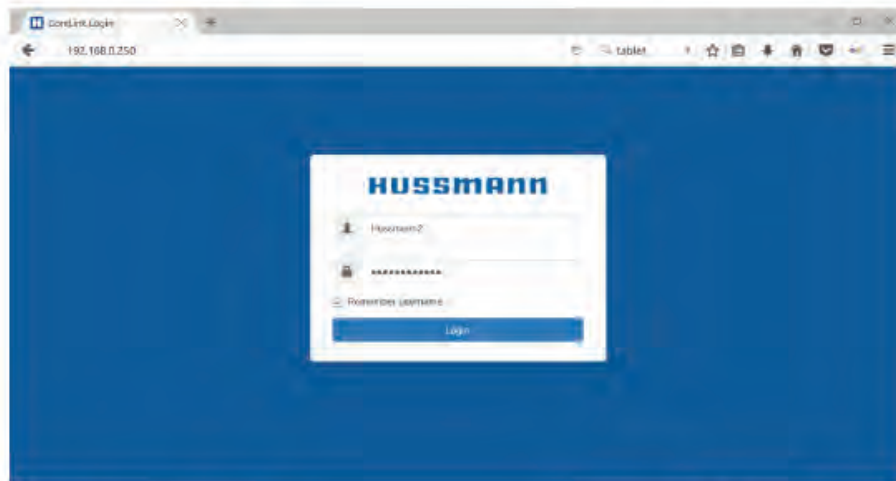 CoreLink Login
192.168.0.250
tablet
HUSSMANN
Hussmann2
************
Remember username
Login